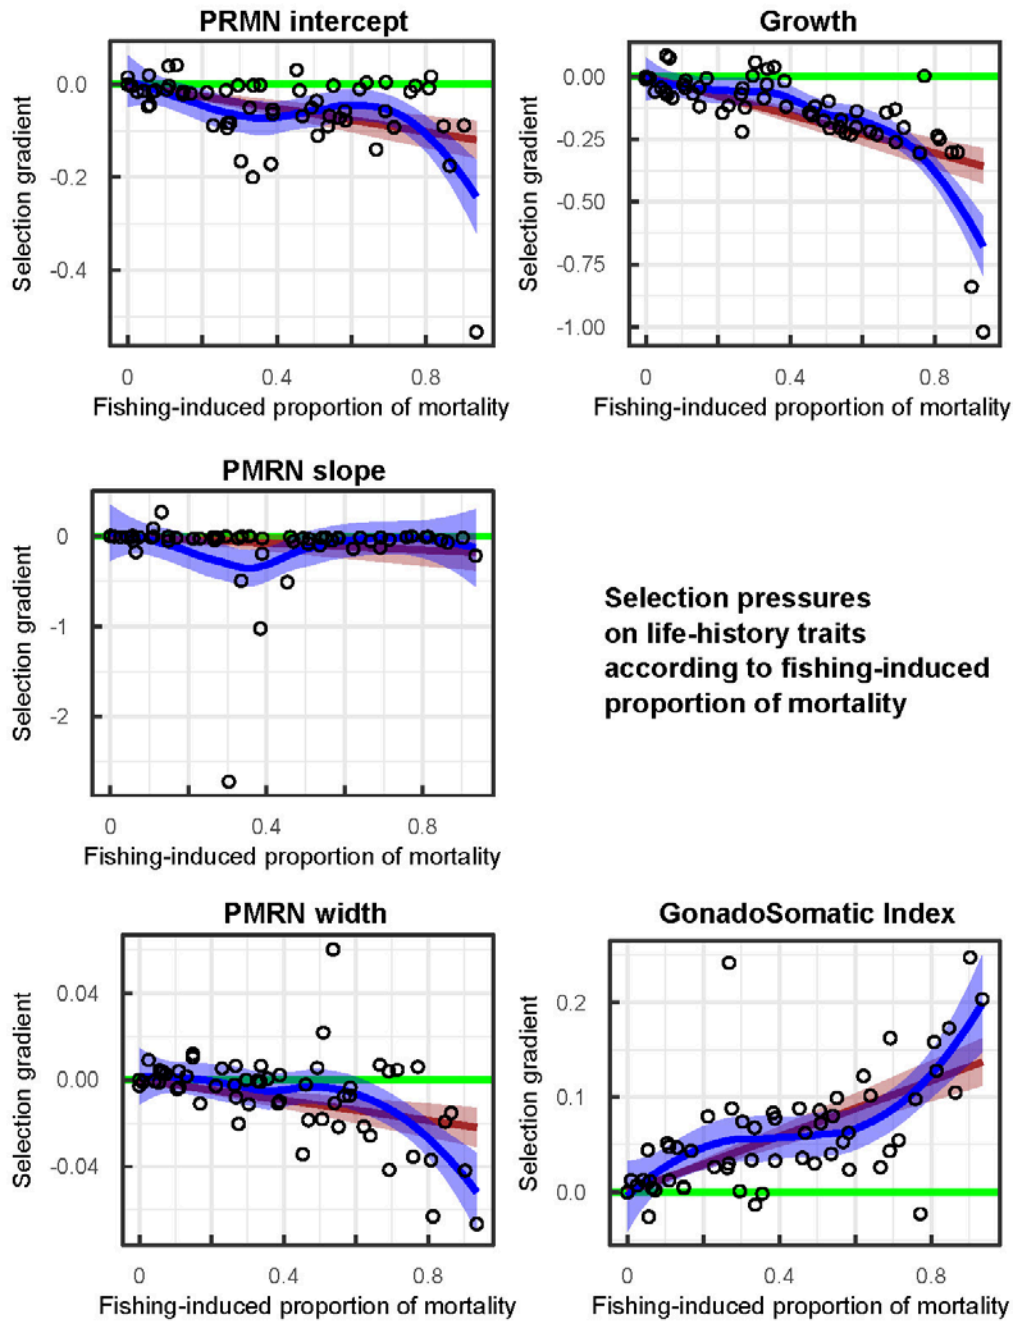 PRMN intercept
Selection gradient
0.0
-0.2
-0.4
0
0.4
0.8
Fishing-induced proportion of mortality
Growth
Selection gradient
0.00
-0.25
-0.50
-0.75
-1.00
0
0.4
0.8
Fishing-induced proportion of mortality
PMRN slope
Selection gradient
0
-1
-2
0
0.4
0.8
Fishing-induced proportion of mortality
Selection pressures
on life-history traits
according to fishing-induced
proportion of mortality
PMRN width
Selection gradient
0.04
0.00
-0.04
0
0.4
0.8
Fishing-induced proportion of mortality
GonadoSomatic Index
Selection gradient
0.2
0.1
0.0
0
0.4
0.8
Fishing-induced proportion of mortality